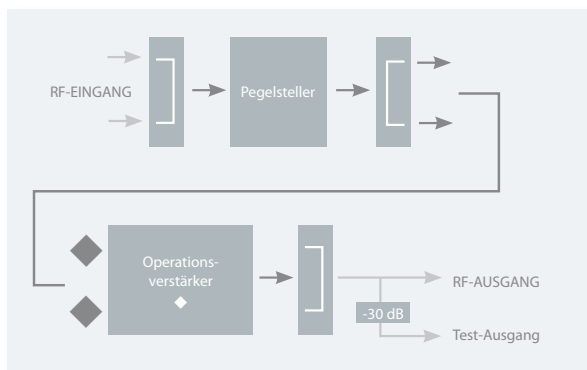 RF-EINGANG
Pegelsteller
Operations-
verstärker
RF-AUSGANG
-30 dB
Test-Ausgang